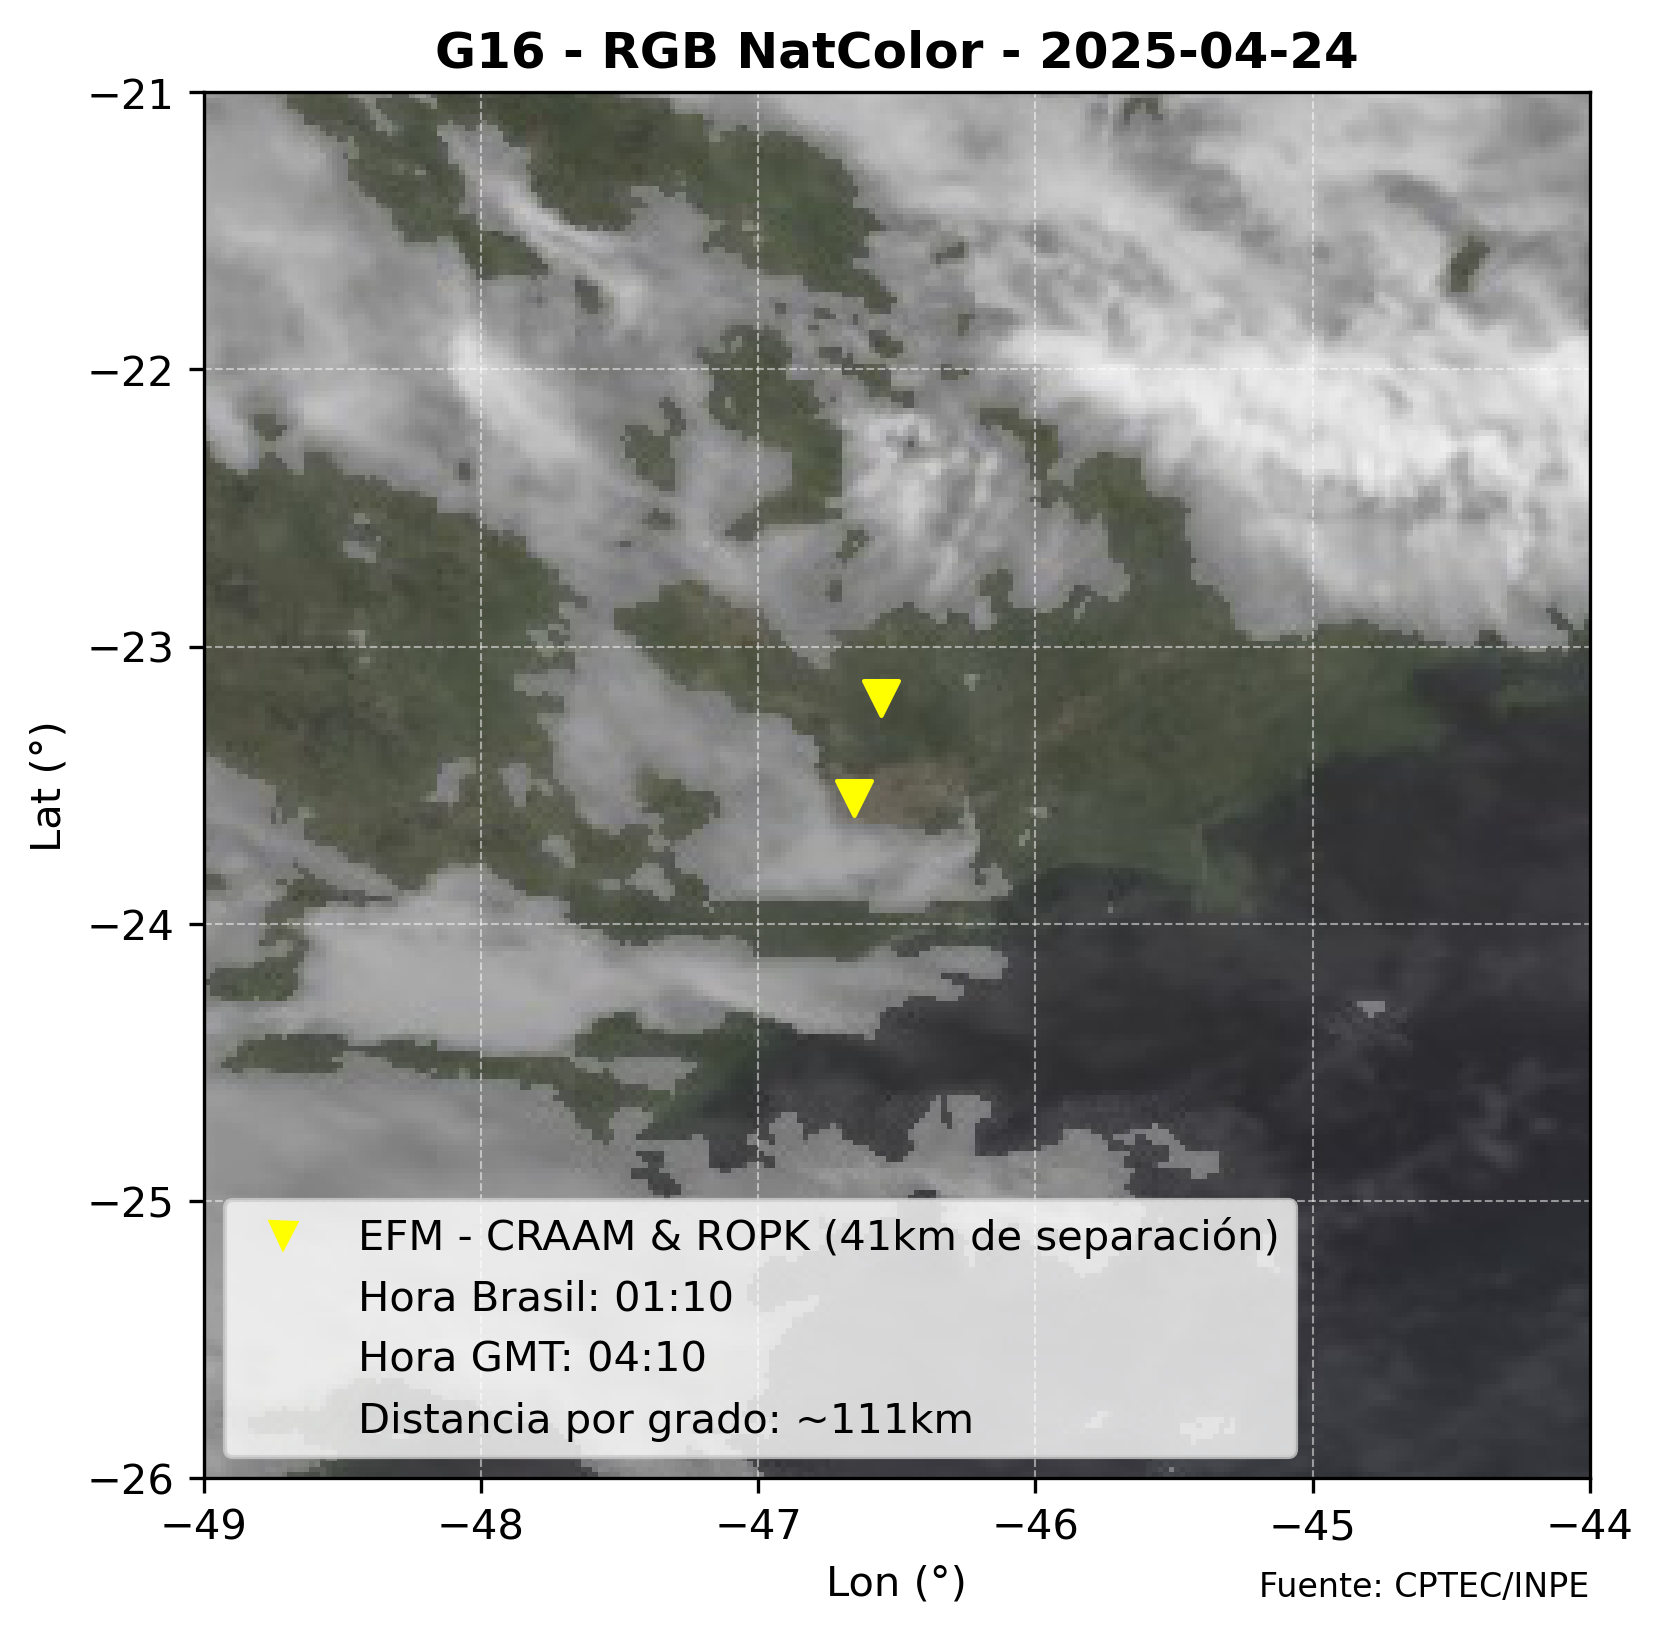 G16 - RGB NatColor - 2025-04-24
−21
−22
−23
−24
−25
−26
Lat (°)
EFM - CRAAM & ROPK (41km de separación)
Hora Brasil: 01:10
Hora GMT: 04:10
Distancia por grado: ~111km
−49 −48 −47 −46 −45 −44
Lon (°)
Fuente: CPTEC/INPE